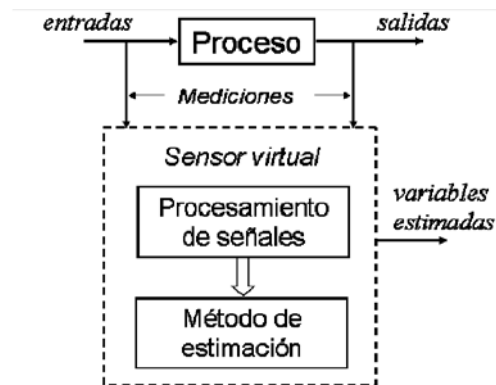 entradas
Proceso
salidas
Mediciones
Sensor virtual
Procesamiento
de señales
variables
estimadas
Método de
estimación